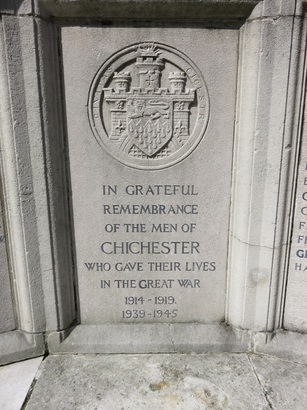 IN GRATEFUL
REMEMBRANCE
OF THE MEN OF
CHICHESTER
WHO GAVE THEIR LIVES
IN THE GREAT WAR
1914 - 1919.
1939 - 1945